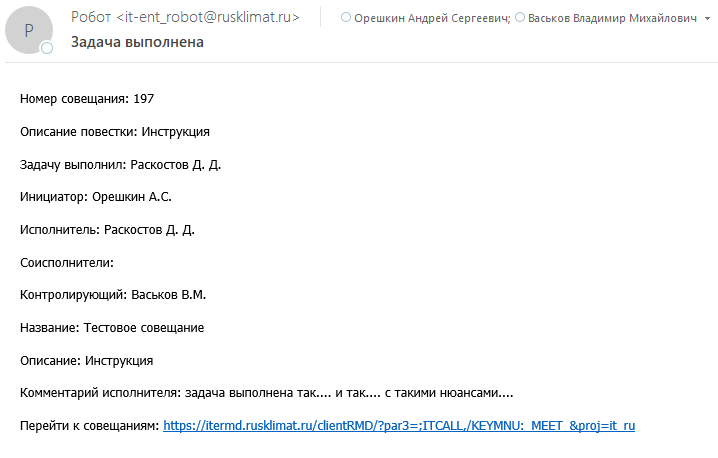 Р
Робот <it-ent_robot@rusklimat.ru>
Орешкин Андрей Сергеевич; Васьков Владимир Михайлович
Задача выполнена
Номер совещания: 197
Описание повестки: Инструкция
Задачу выполнил: Раскостов Д. Д.
Инициатор: Орешкин А.С.
Исполнитель: Раскостов Д. Д.
Соисполнители:
Контролирующий: Васьков В.М.
Название: Тестовое совещание
Описание: Инструкция
Комментарий исполнителя: задача выполнена так.... и так.... с такими нюансами....
Перейти к совещаниям: https://itermd.rusklimat.ru/clientRMD/?par3=;ITCALL,/KEYMNU:_MEET_&proj=it_ru